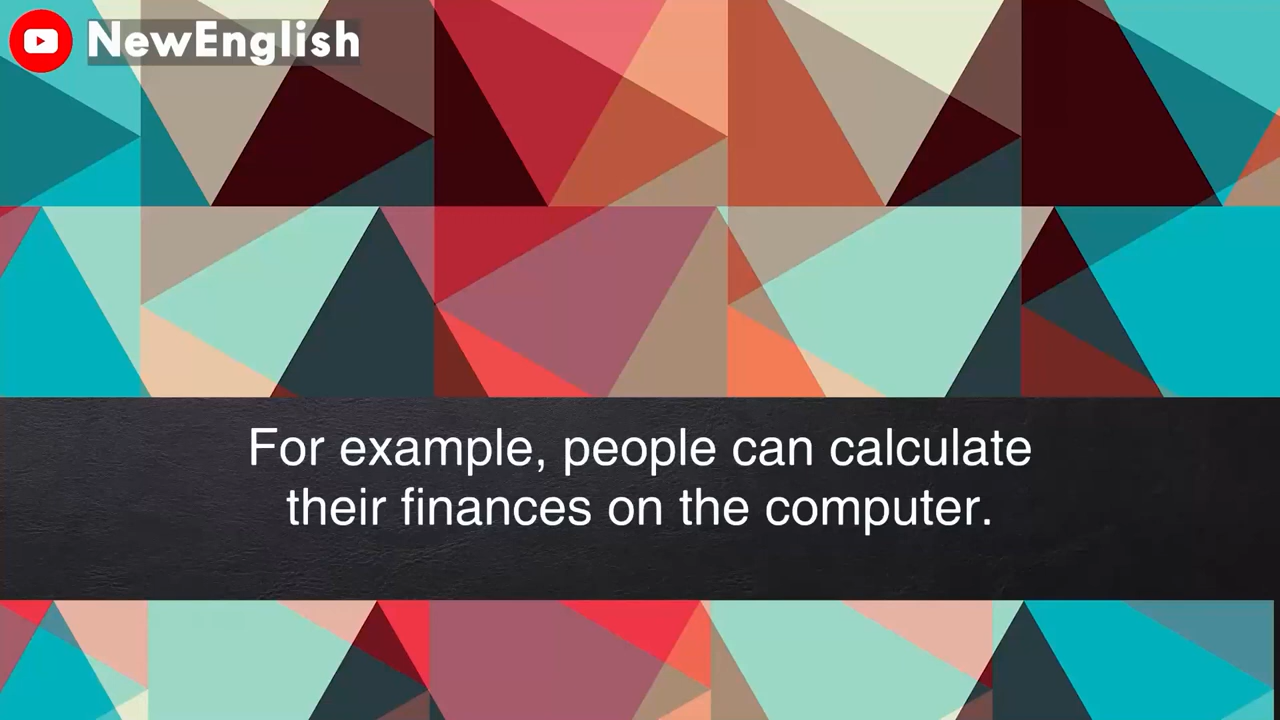 NewEnglish
For example, people can calculate
their finances on the computer.